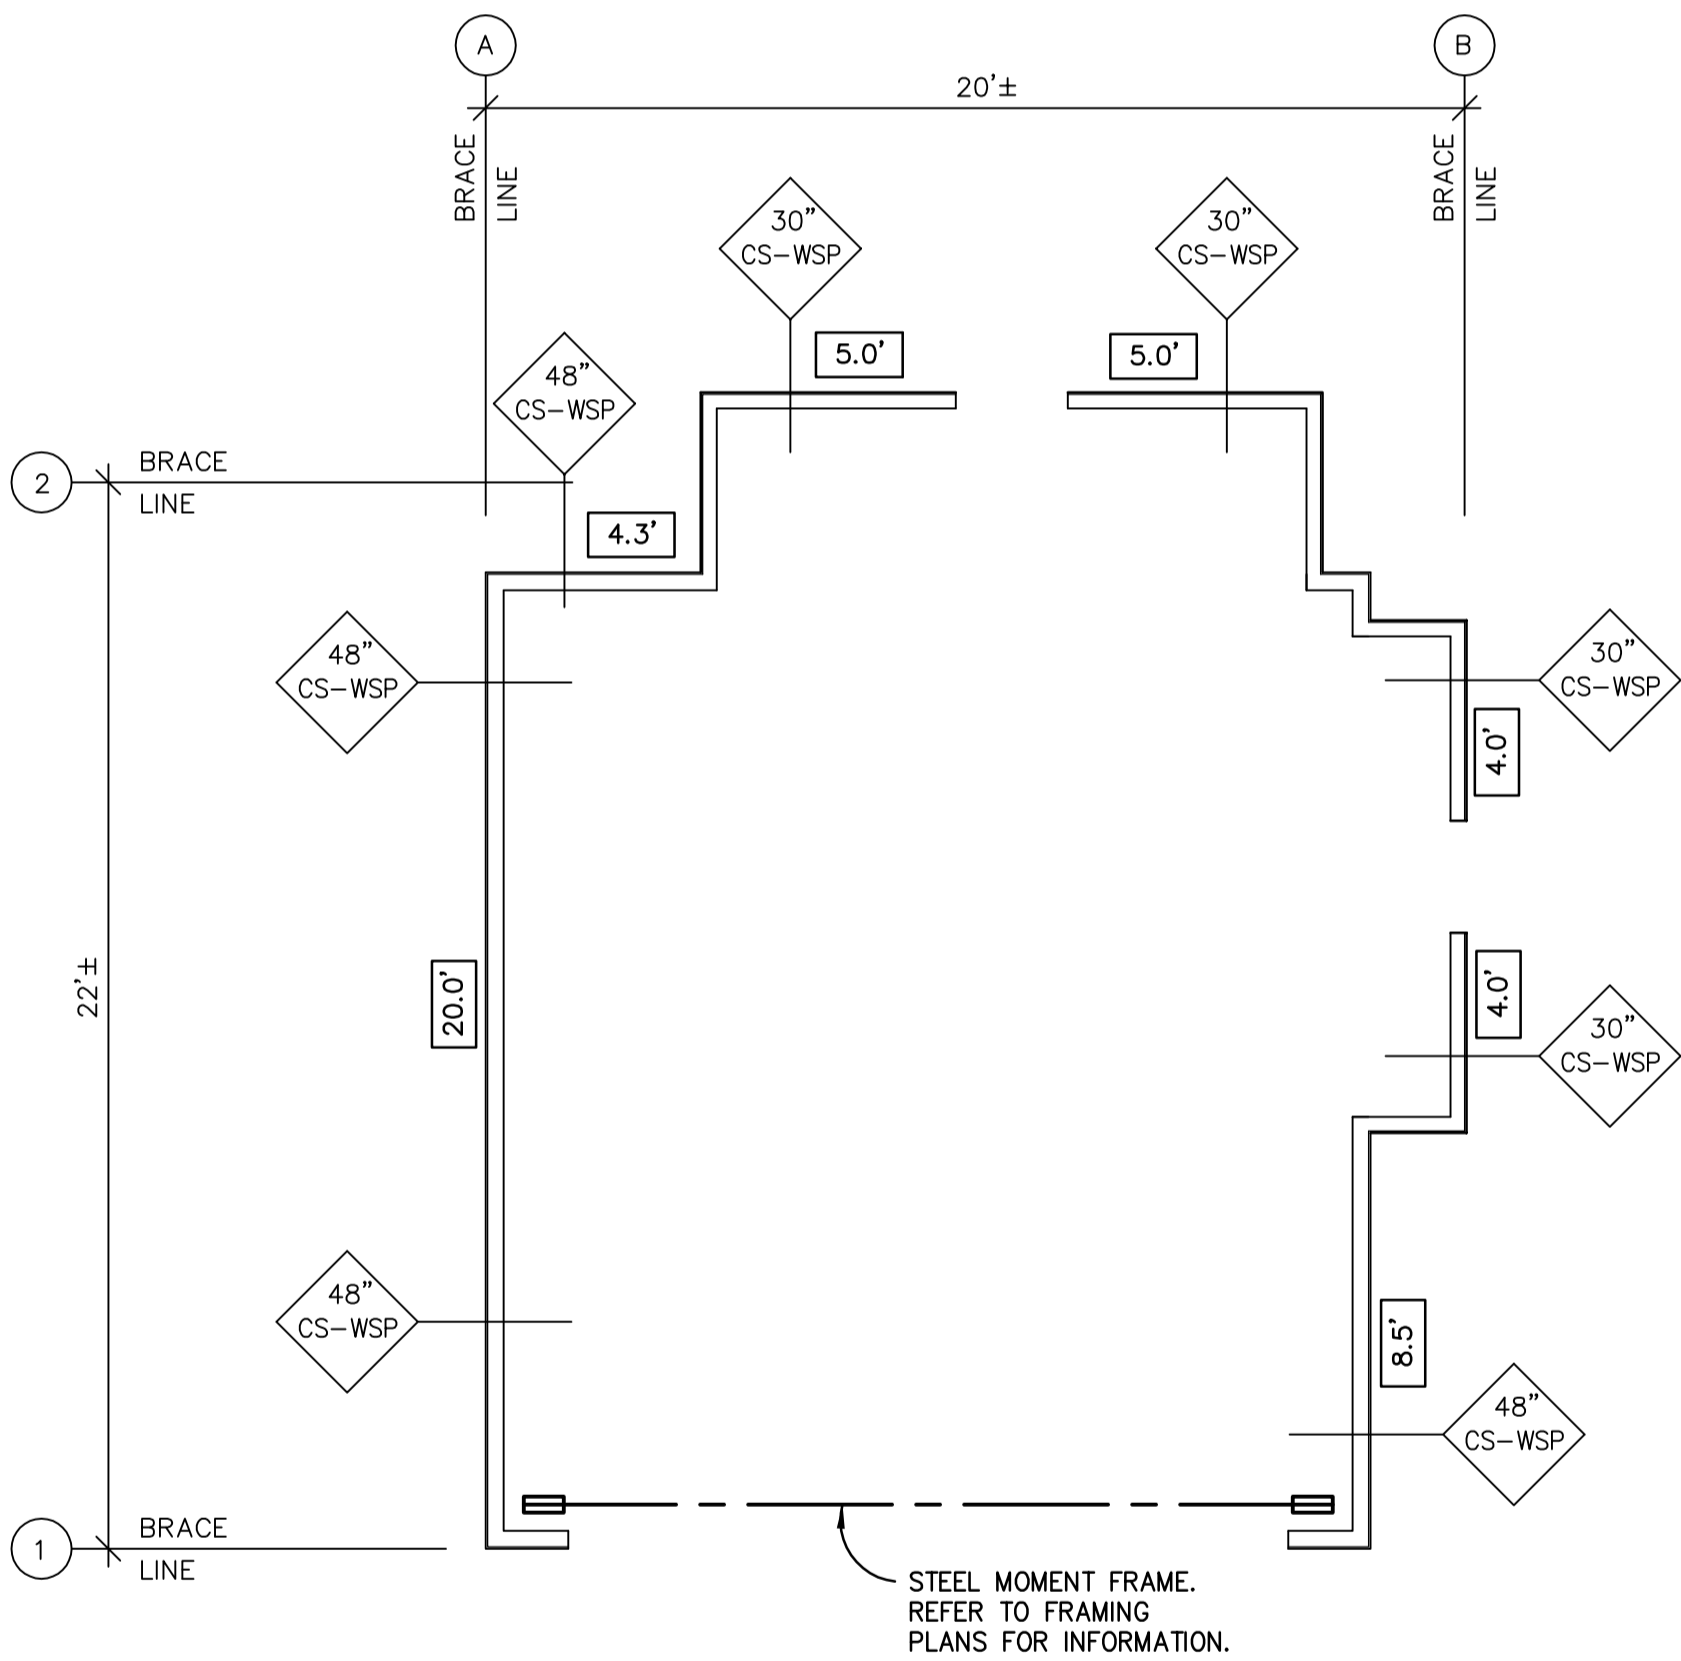 A
B
20'±
BRACE
LINE
BRACE
LINE
30"
CS-WSP
30"
CS-WSP
5.0'
5.0'
48"
CS-WSP
2
BRACE
LINE
4.3'
48"
CS-WSP
30"
CS-WSP
4.0'
22'±
20.0'
4.0'
30"
CS-WSP
48"
CS-WSP
8.5'
48"
CS-WSP
1
BRACE
LINE
STEEL MOMENT FRAME.
REFER TO FRAMING
PLANS FOR INFORMATION.